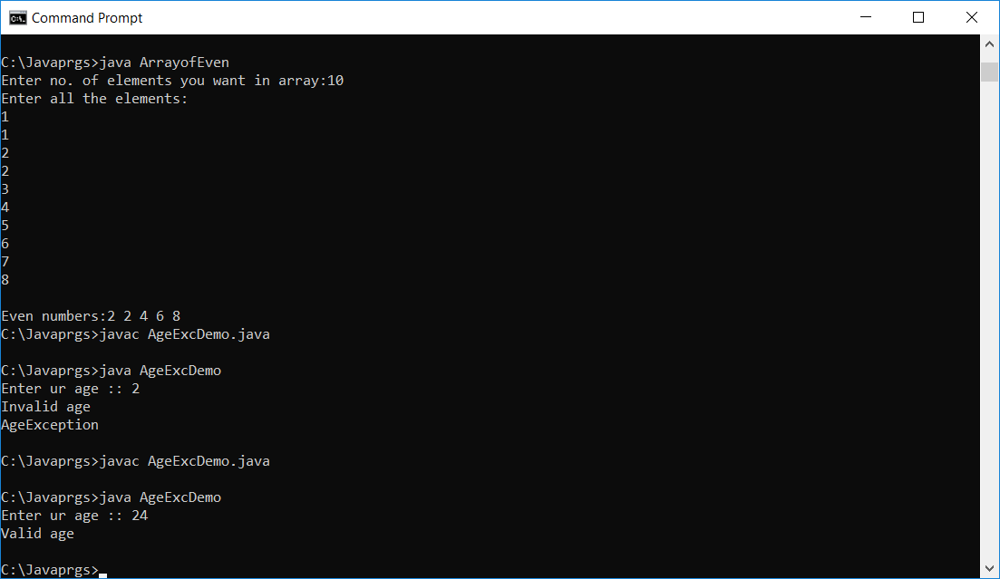 Command Prompt
C:\Javaprgs>java ArrayofEven
Enter no. of elements you want in array:10
Enter all the elements:
1
1
2
2
3
4
5
6
7
8
Even numbers:2 2 4 6 8
C:\Javaprgs>javac AgeExcDemo.java
C:\Javaprgs>java AgeExcDemo
Enter ur age :: 2
Invalid age
AgeException
C:\Javaprgs>javac AgeExcDemo.java
C:\Javaprgs>java AgeExcDemo
Enter ur age :: 24
Valid age
C:\Javaprgs>